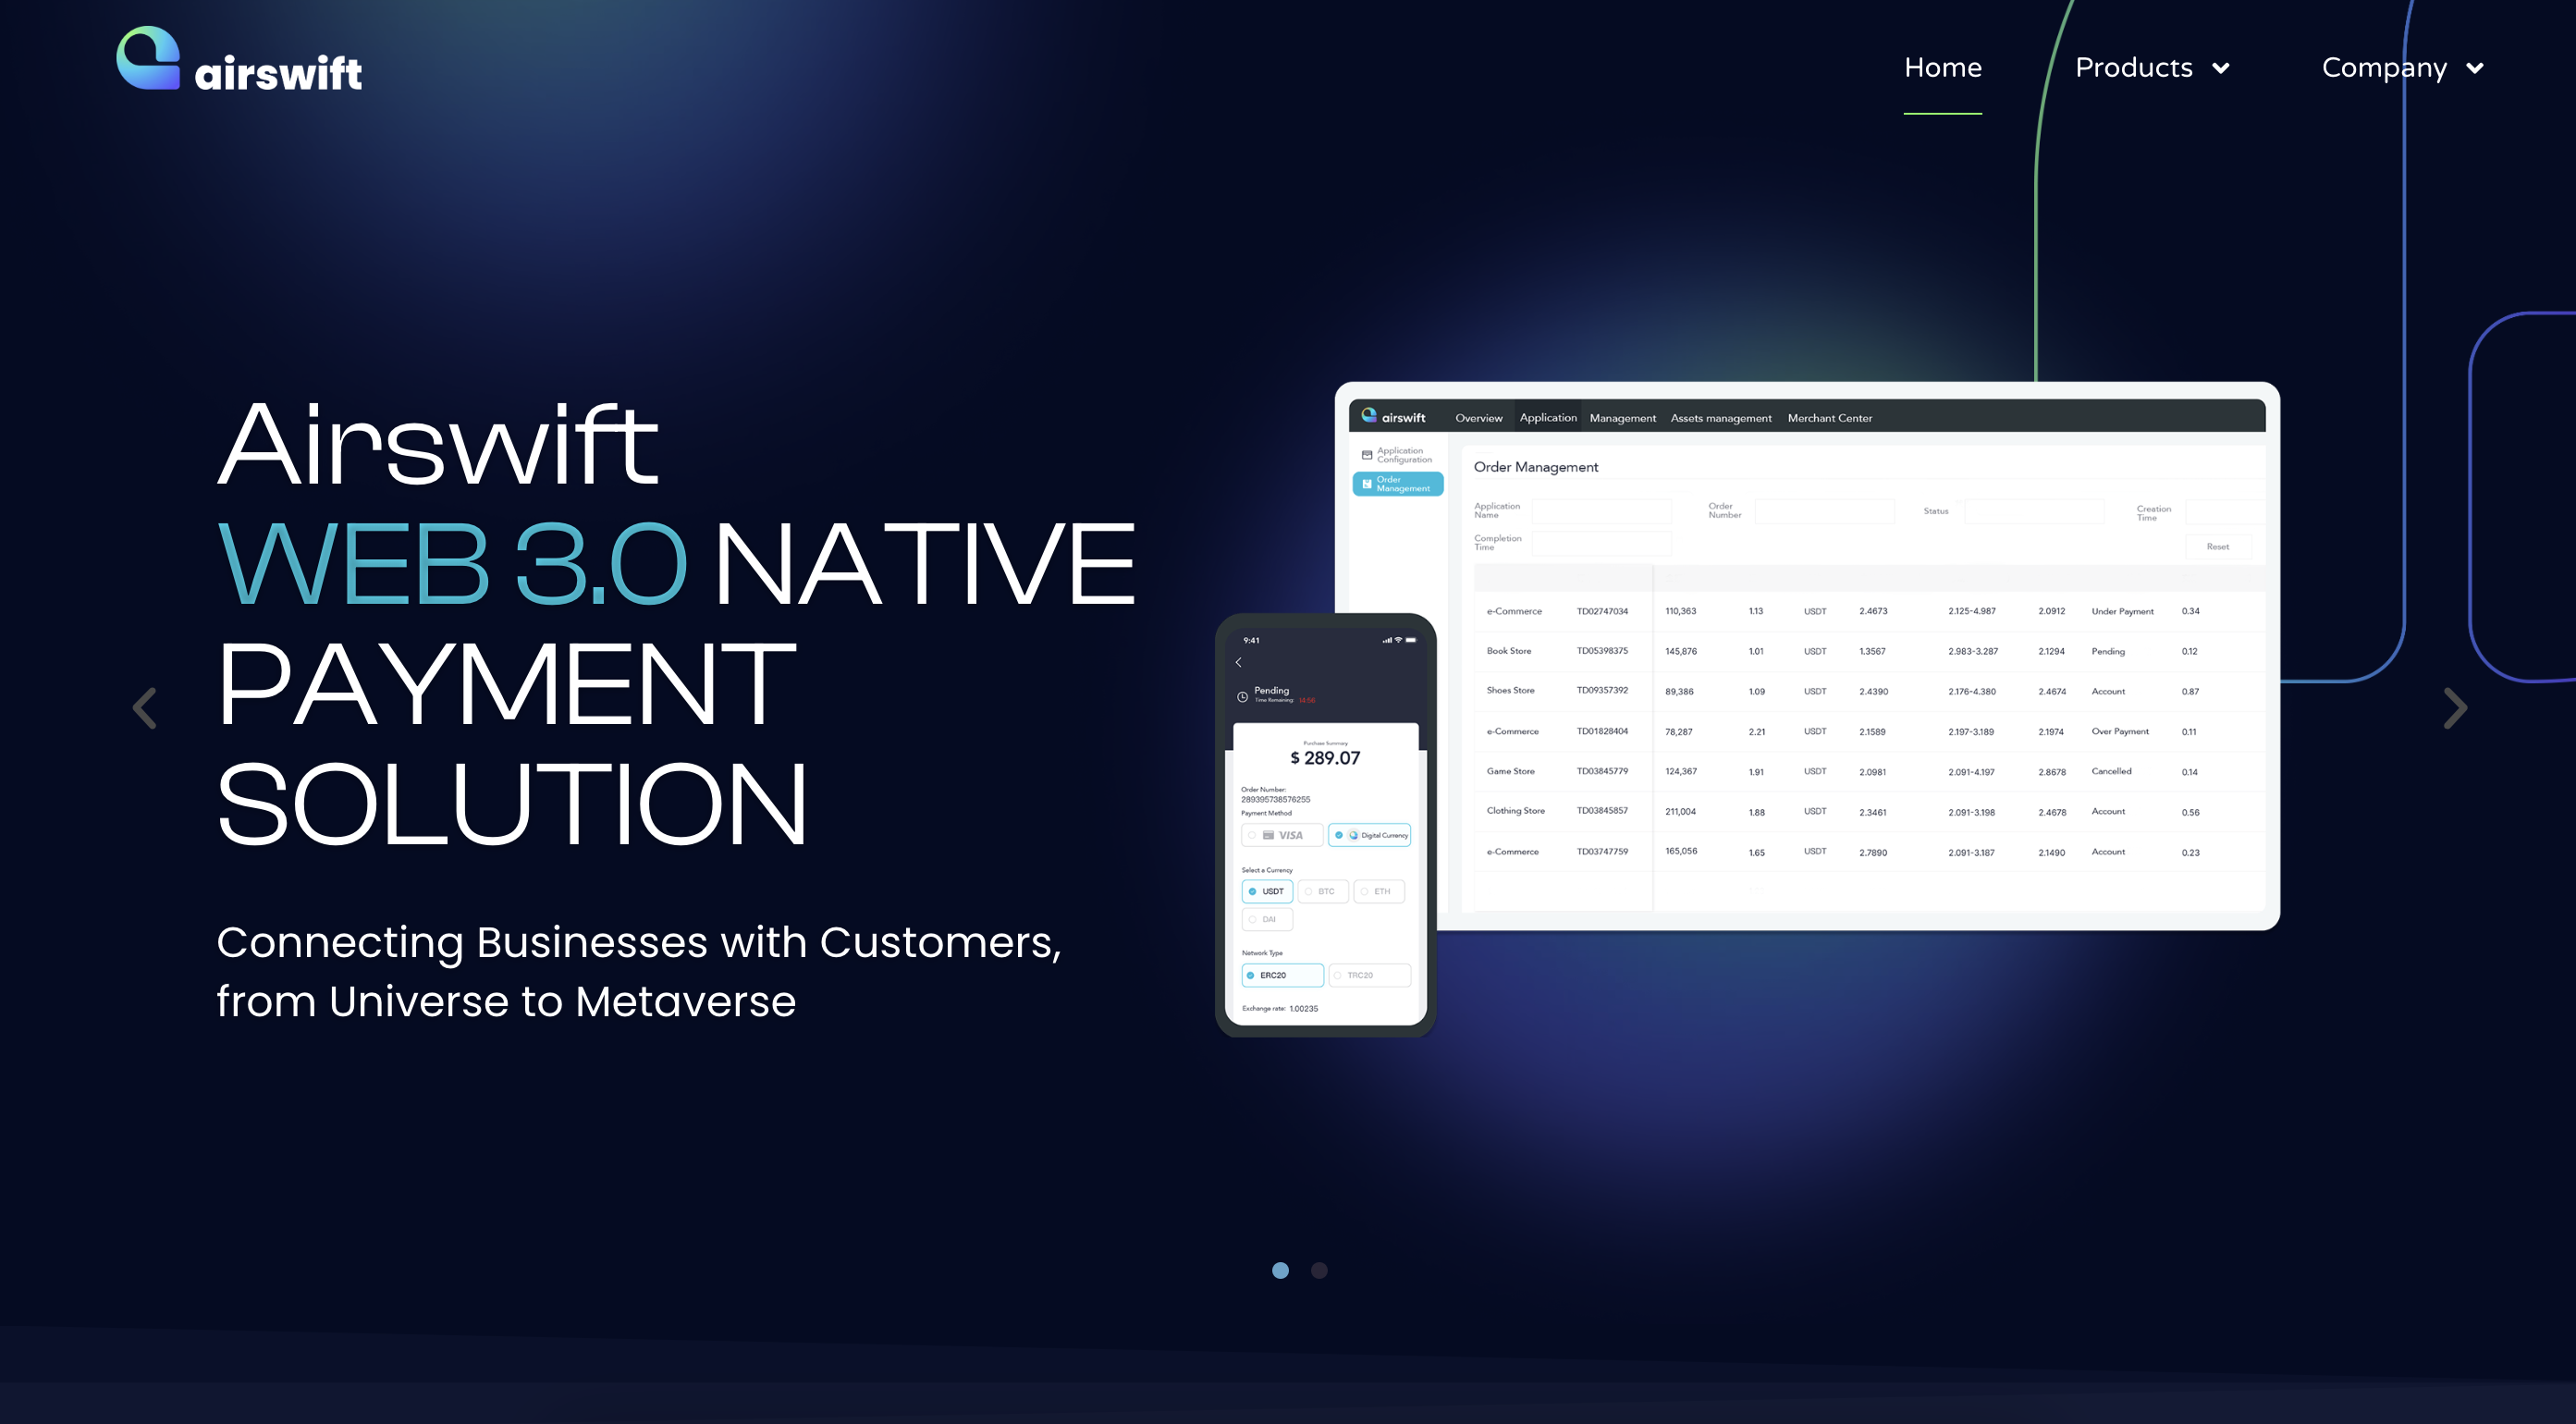 airswift
Home
Products
Company
Airswift
WEB 3.0 NATIVE
PAYMENT
SOLUTION
Connecting Businesses with Customers,
from Universe to Metaverse
airswift Overview Application Management Assets management Merchant Center
Application
Configuration
Order
Management
Order Management
Application
Name
Order
Number
Status
Creation
Time
Completion
Time
Reset
e-Commerce TD02747034 110,363 1.13 USDT 2.4673 2.125-4.987 2.0912 Under Payment 0.34
Book Store TD05398375 145,876 1.01 USDT 1.3567 2.983-3.287 2.1294 Pending 0.12
Shoes Store TD09357392 89,386 1.09 USDT 2.4390 2.176-4.380 2.4674 Account 0.87
e-Commerce TD01828404 78,287 2.21 USDT 2.1589 2.197-3.189 2.1974 Over Payment 0.11
Game Store TD03845779 124,367 1.91 USDT 2.0981 2.091-4.197 2.8678 Cancelled 0.14
Clothing Store TD03845857 211,004 1.88 USDT 2.3461 2.091-3.198 2.4678 Account 0.56
e-Commerce TD03747759 165,056 1.65 USDT 2.7890 2.091-3.187 2.1490 Account 0.23
9:41
Pending
Time Remaining: 14:56
Purchase Summary
$ 289.07
Order Number:
289395738576255
Payment Method
VISA Digital Currency
Select a Currency
USDT BTC ETH
DAI
Network Type
ERC20 TRC20
Exchange rate: 1.00235